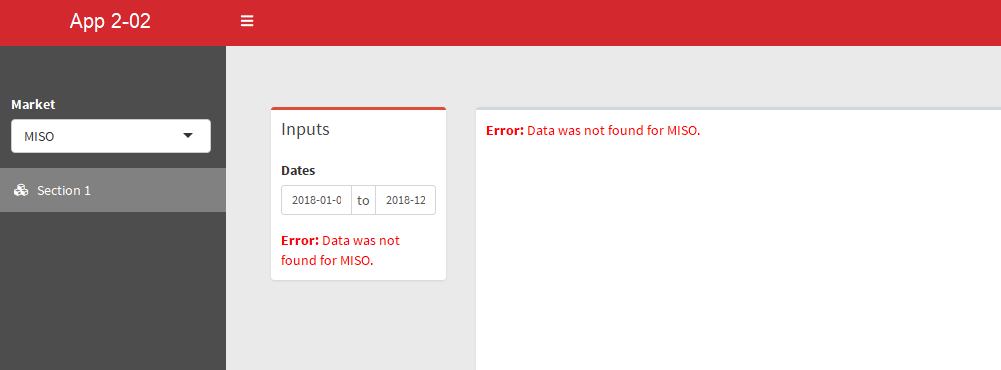 App 2-02
Market
MISO
Section 1
Inputs
Dates
2018-01-0 to 2018-12
Error: Data was not
found for MISO.
Error: Data was not found for MISO.